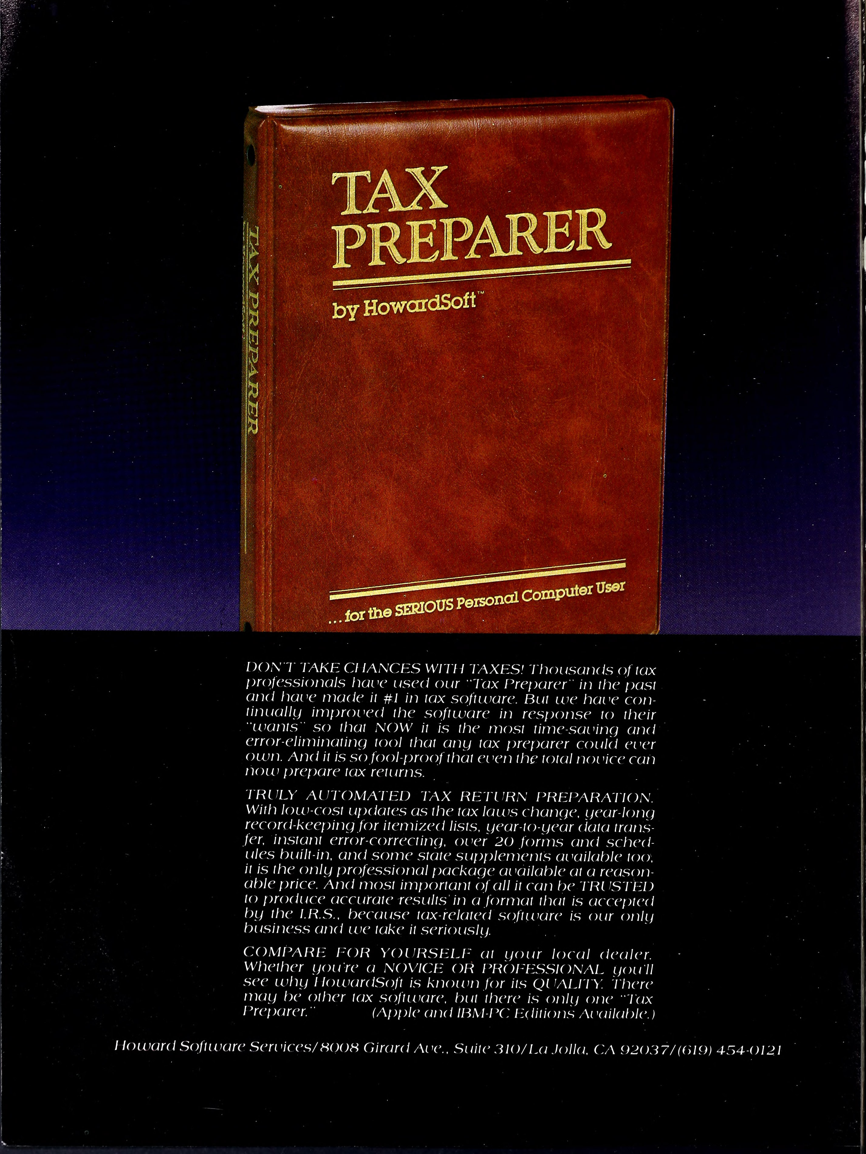 TAX
PREPARER
by HowardSoft™
TAX PREPARER
...for the SERIOUS Personal Computer User
DON'T TAKE CHANCES WITH TAXES! Thousands of tax
professionals have used our "Tax Preparer" in the past
and have made it #1 in tax software. But we have con-
tinually improved the software in response to their
"wants" so that NOW it is the most time-saving and
error-eliminating tool that any tax preparer could ever
own. And it is so fool-proof that even the total novice can
now prepare tax returns.
TRULY AUTOMATED TAX RETURN PREPARATION.
With low-cost updates as the tax laws change, year-long
record-keeping for itemized lists, year-to-year data trans-
fer, instant error-correcting, over 20 forms and sched-
ules built-in, and some state supplements available too,
it is the only professional package available at a reason-
able price. And most important of all it can be TRUSTED
to produce accurate results in a format that is accepted
by the I.R.S., because tax-related software is our only
business and we take it seriously.
COMPARE FOR YOURSELF at your local dealer.
Whether you're a NOVICE OR PROFESSIONAL you'll
see why HowardSoft is known for its QUALITY. There
may be other tax software, but there is only one "Tax
Preparer." (Apple and IBM-PC Editions Available.)
Howard Software Services/8008 Girard Ave., Suite 310/La Jolla, CA 92037/(619) 454-0121